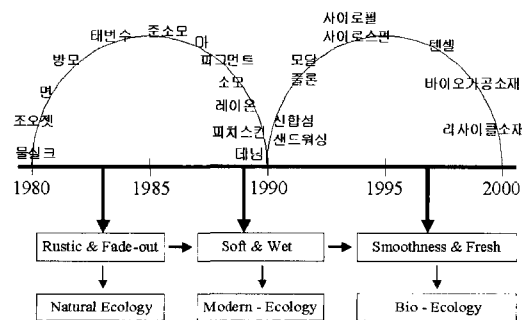 사이로필
태번수
준소모
마
사이로스펀
텐셀
방모
피그먼트
모달
소모
폴론
면
바이오가공소재
레이온
조오젯
신합성
피치스킨
샌드워싱
리사이클소재
물실크
데님
1980 1985 1990 1995 2000
Rustic & Fade-out Soft & Wet Smoothness & Fresh
Natural Ecology Modern - Ecology Bio - Ecology